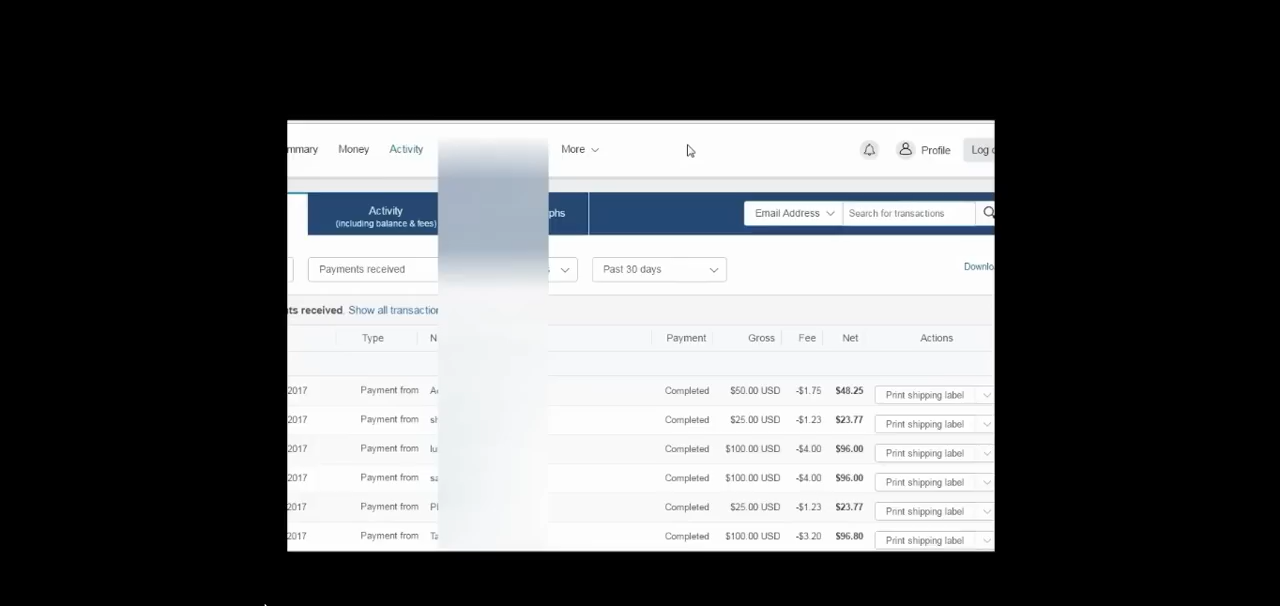 Money Activity More Profile Log
Activity
(including balance & fees)
Email Address Search for transactions
Payments received Past 30 days
received. Show all
Type Payment Gross Fee Net Actions
2017 Payment from Completed $50.00 USD -$1.75 $48.25 Print shipping label
2017 Payment from Completed $25.00 USD -$1.23 $23.77 Print shipping label
2017 Payment from Completed $100.00 USD -$4.00 $96.00 Print shipping label
2017 Payment from Completed $100.00 USD -$4.00 $96.00 Print shipping label
2017 Payment from Completed $25.00 USD -$1.23 $23.77 Print shipping label
2017 Payment from Completed $100.00 USD -$3.20 $96.80 Print shipping label